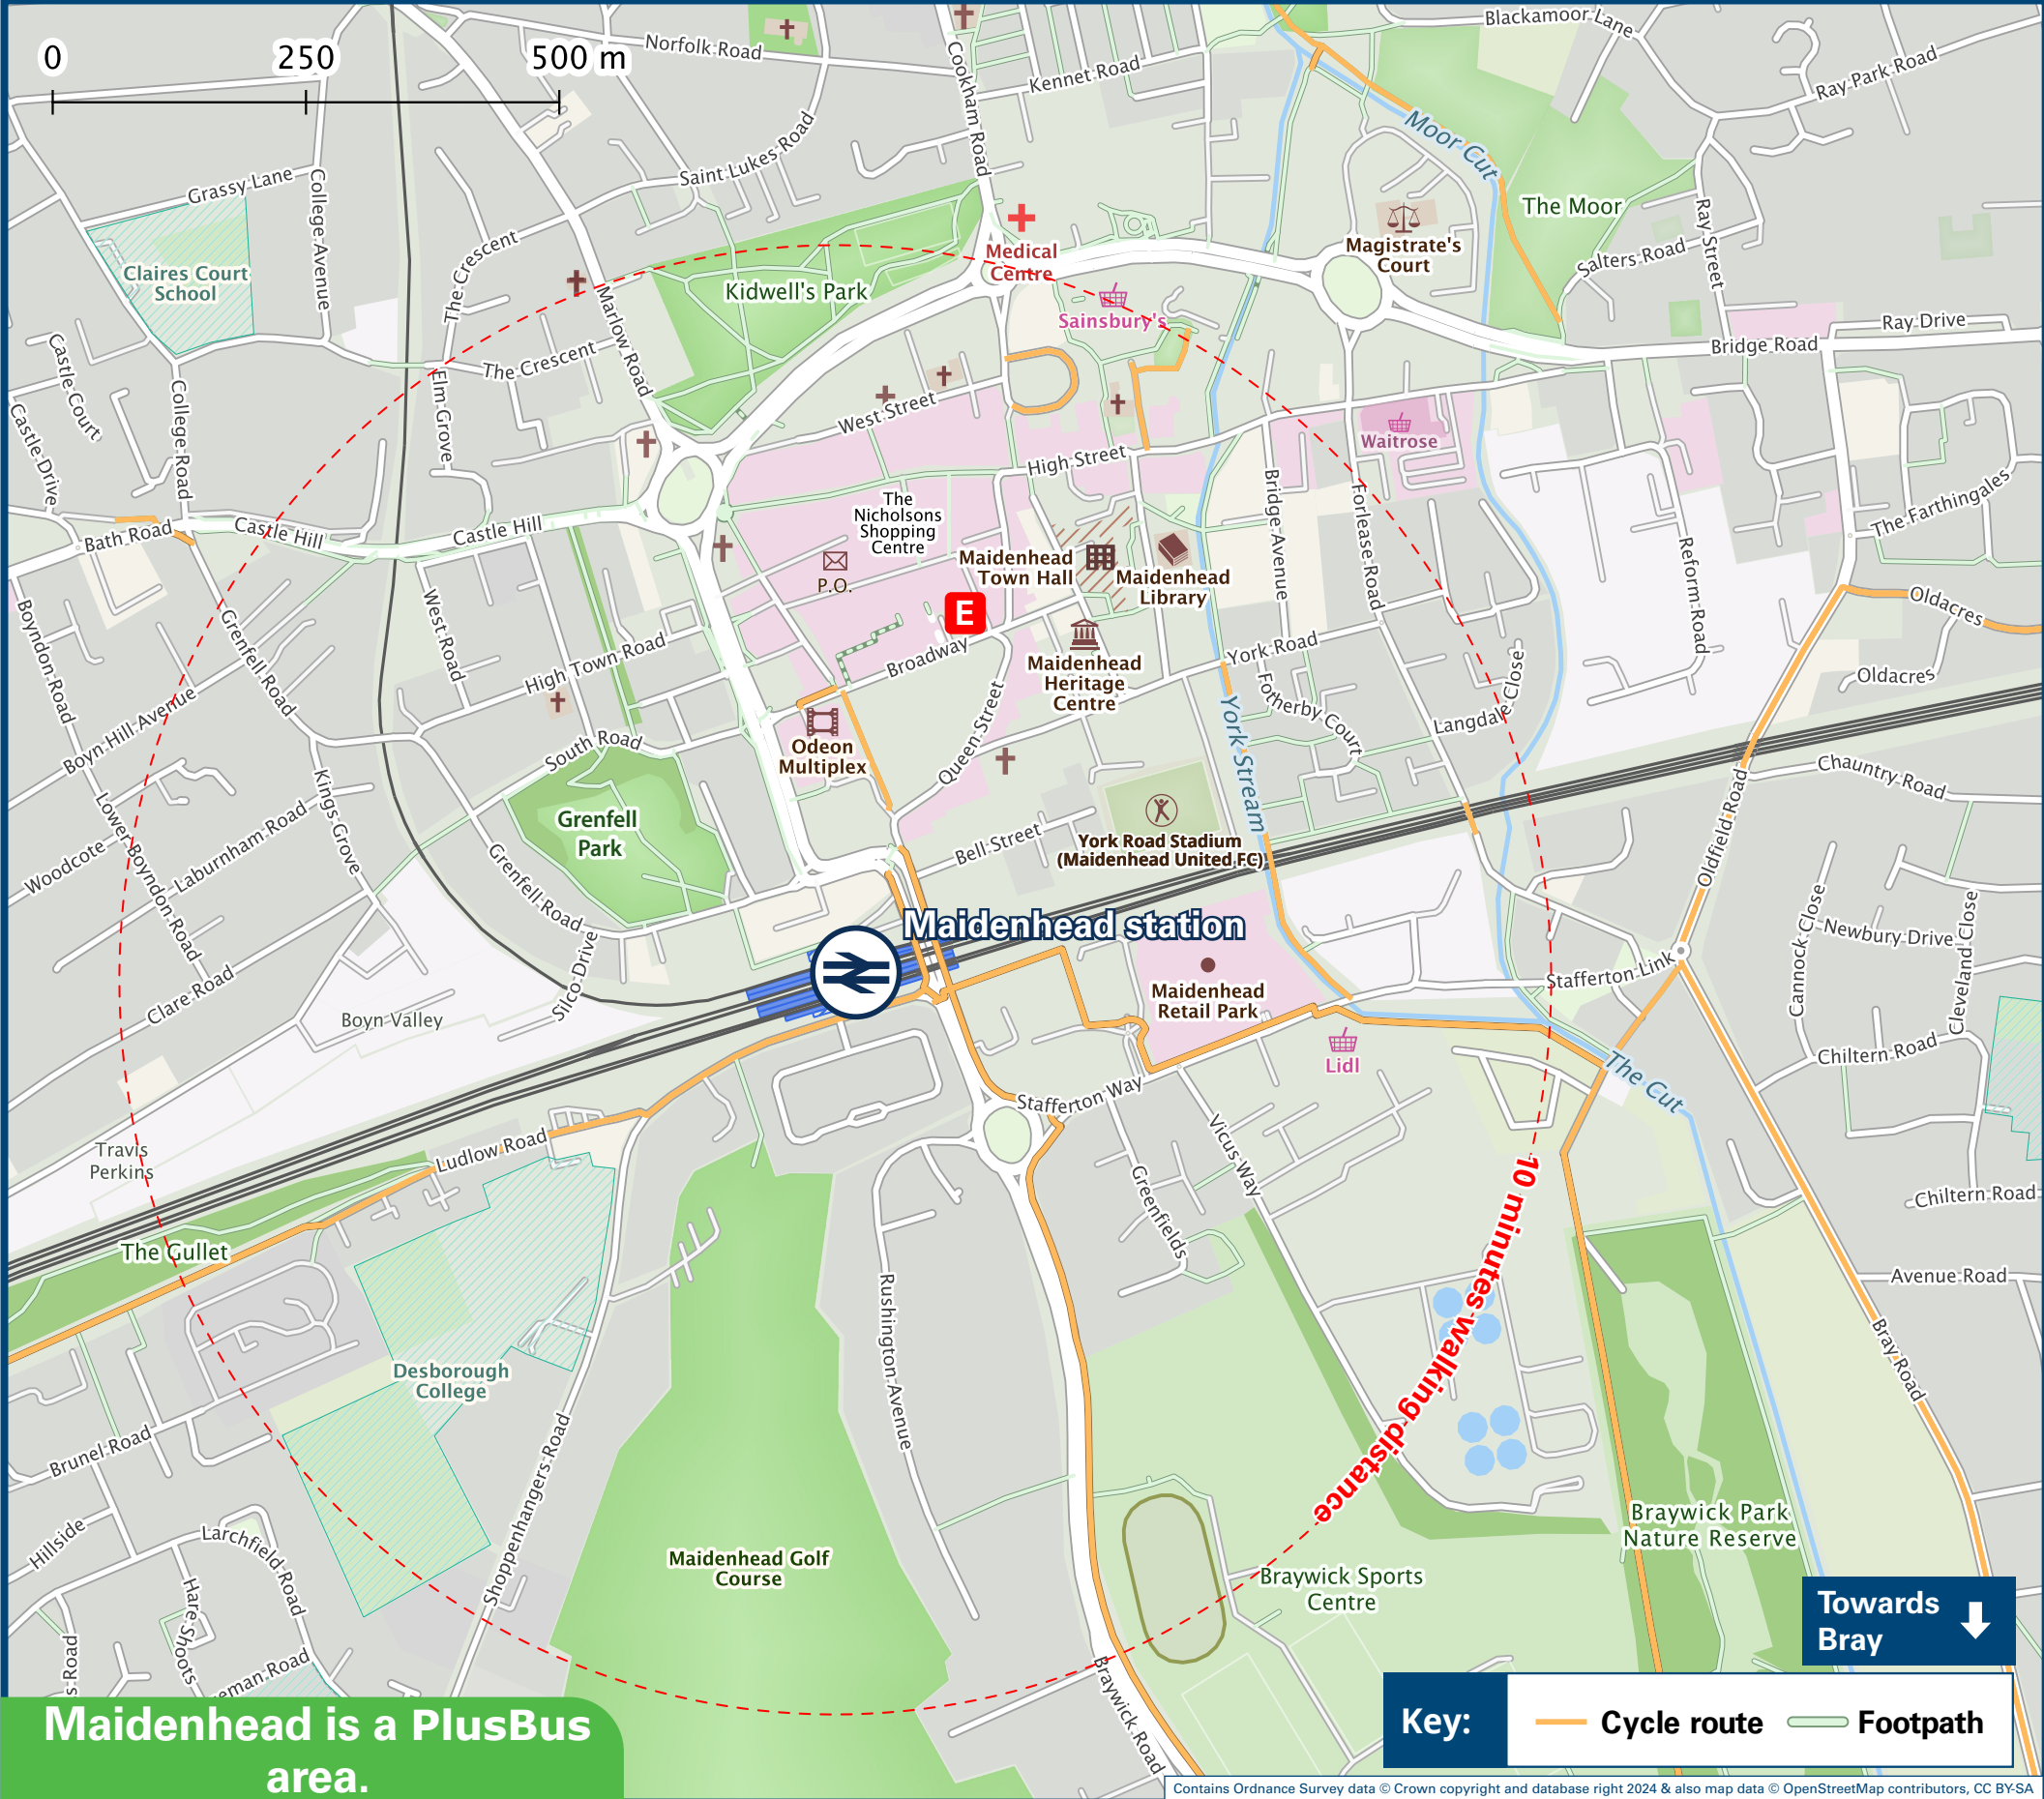 0
250
500 m
Norfolk Road
Cookham Road
Kennet Road
Blackamoor Lane
Ray Park Road
Moor Cut
Grassy Lane
College Avenue
Saint Lukes Road
The Moor
Ray Street
Salters Road
Magistrate's
Court
Medical
Centre
Claires Court
School
The Crescent
Marlow Road
Kidwell's Park
Sainsbury's
Ray Drive
Bridge Road
The Crescent
Castle Court
College Road
Elm Grove
Castle Drive
West Street
High Street
Waitrose
Bridge Avenue
Forlease Road
The Farthingales
Bath Road
Castle Hill
Castle Hill
The
Nicholsons
Shopping
Centre
P.O.
Maidenhead
Town Hall
Maidenhead
Library
E
Reform Road
Oldacres
Oldacres
Boyndon Road
Grenfell Road
West Road
High Town Road
Broadway
Maidenhead
Heritage
Centre
York Road
Fotherby Court
Langdale Close
York Stream
Boyn Hill Avenue
South Road
Odeon
Multiplex
Queen Street
Kings Grove
Lower Boyndon Road
Laburnham Road
Woodcote
Grenfell
Park
Grenfell Road
Bell Street
York Road Stadium
(Maidenhead United FC)
Oldfield Road
Chauntry Road
Maidenhead station
Clare Road
Silco Drive
Boyn Valley
Maidenhead
Retail Park
Lidl
Stafferton Link
Cannock Close
Newbury Drive
Cleveland Close
Chiltern Road
The Cut
Stafferton Way
Vicus Way
Greenfields
Travis
Perkins
Ludlow Road
The Gullet
Chiltern Road
Avenue Road
10 minutes walking distance
Rushington Avenue
Desborough
College
Bray Road
Brunel Road
Shoppenhangers Road
Hillside
Larchfield Road
Hare Shoots
Maidenhead Golf
Course
Braywick Sports
Centre
Braywick Park
Nature Reserve
Braywick Road
s Road
eman Road
Towards
Bray
Maidenhead is a PlusBus
area.
Key:
Cycle route
Footpath
Contains Ordnance Survey data © Crown copyright and database right 2024 & also map data © OpenStreetMap contributors, CC BY-SA